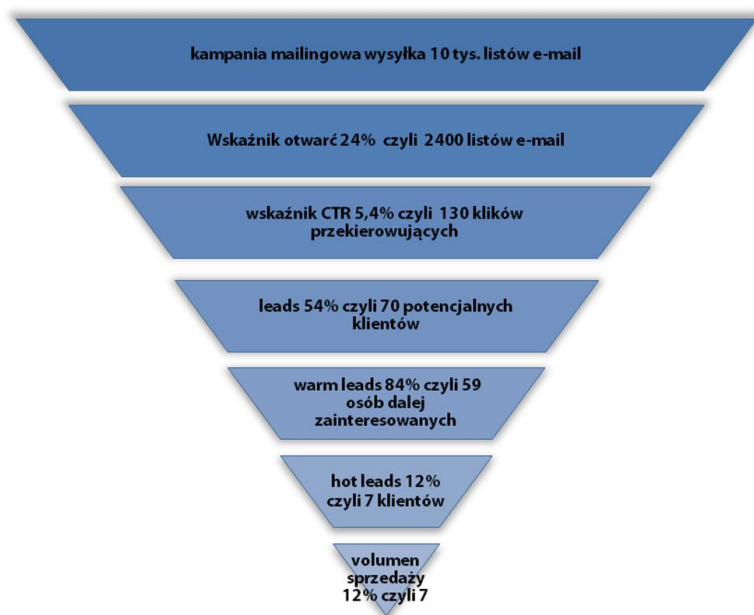 kampania mailingowa wysyłka 10 tys. listów e-mail
Wskaźnik otwarć 24% czyli 2400 listów e-mail
wskaźnik CTR 5,4% czyli 130 klików
przekierowujących
leads 54% czyli 70 potencjalnych
klientów
warm leads 84% czyli 59
osób dalej
zainteresowanych
hot leads 12%
czyli 7 klientów
volumen
sprzedaży
12% czyli 7